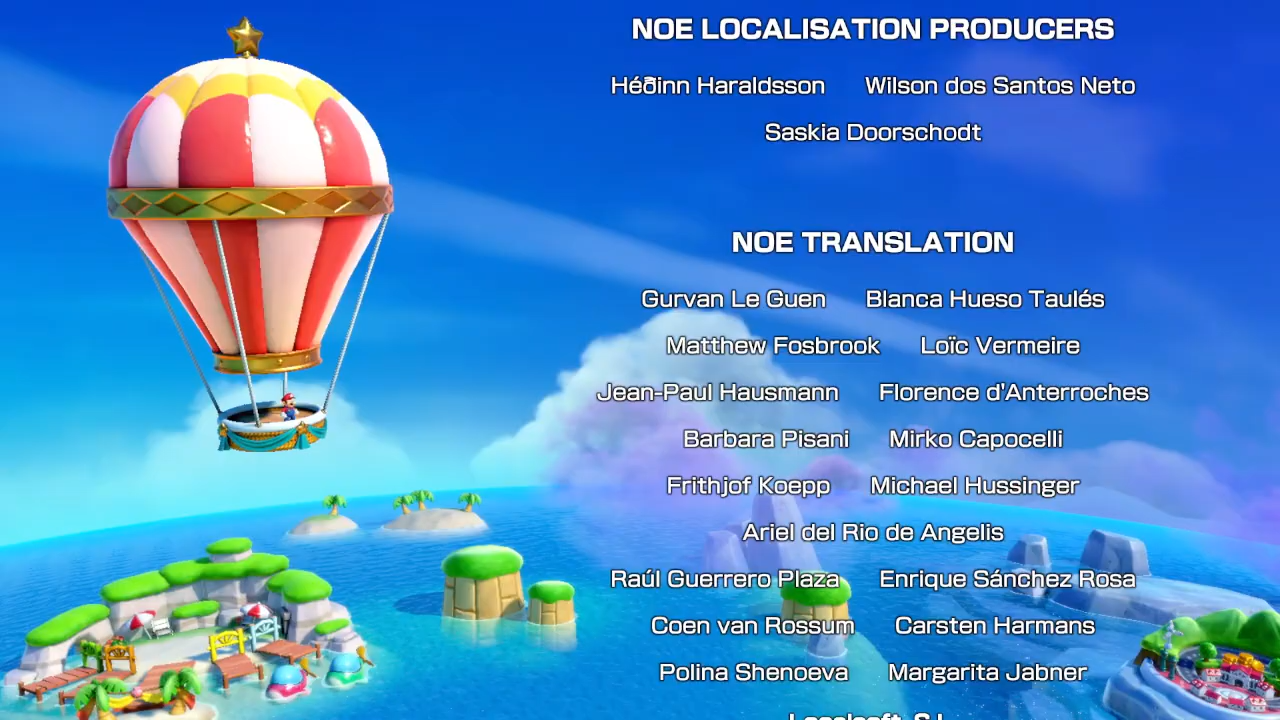 NOE LOCALISATION PRODUCERS
Héðinn Haraldsson Wilson dos Santos Neto
Saskia Doorschodt
NOE TRANSLATION
Gurvan Le Guen Blanca Hueso Taulés
Matthew Fosbrook Loïc Vermeire
Jean-Paul Hausmann Florence d'Anterroches
Barbara Pisani Mirko Capocelli
Frithjof Koepp Michael Hussinger
Ariel del Rio de Angelis
Raúl Guerrero Plaza Enrique Sánchez Rosa
Coen van Rossum Carsten Harmans
Polina Shenoeva Margarita Jabner